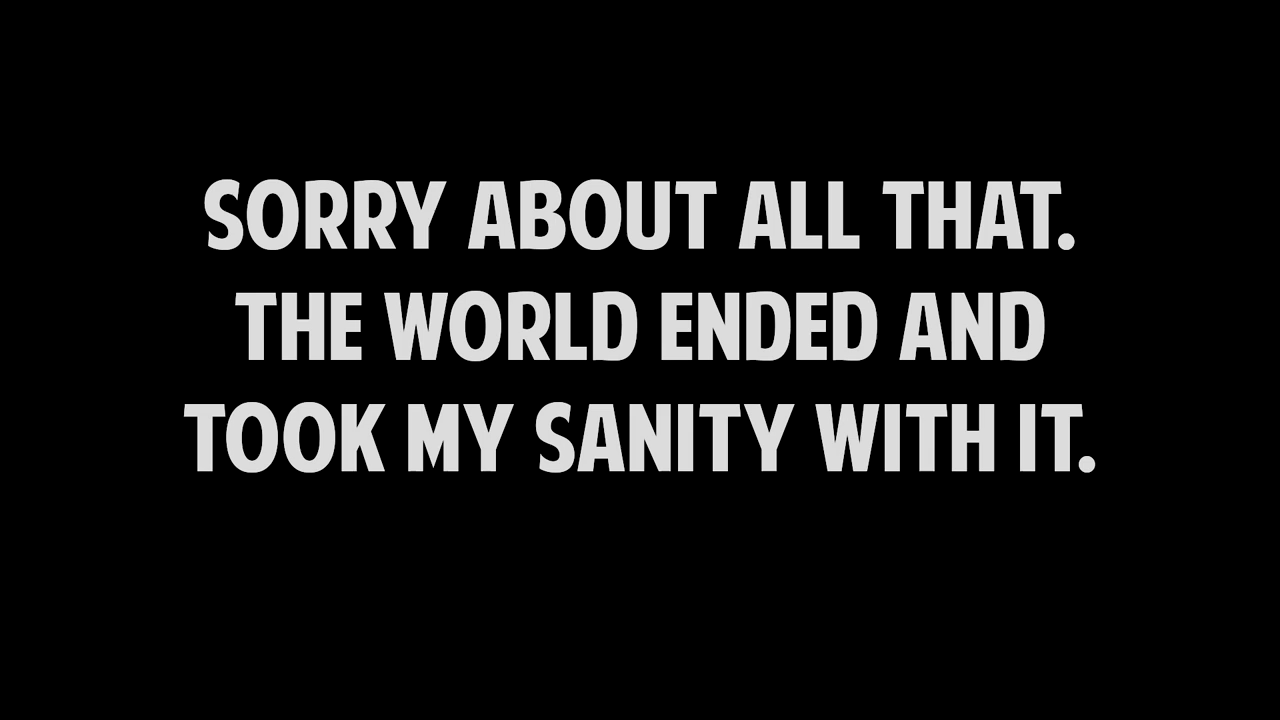 SORRY ABOUT ALL THAT.
THE WORLD ENDED AND
TOOK MY SANITY WITH IT.